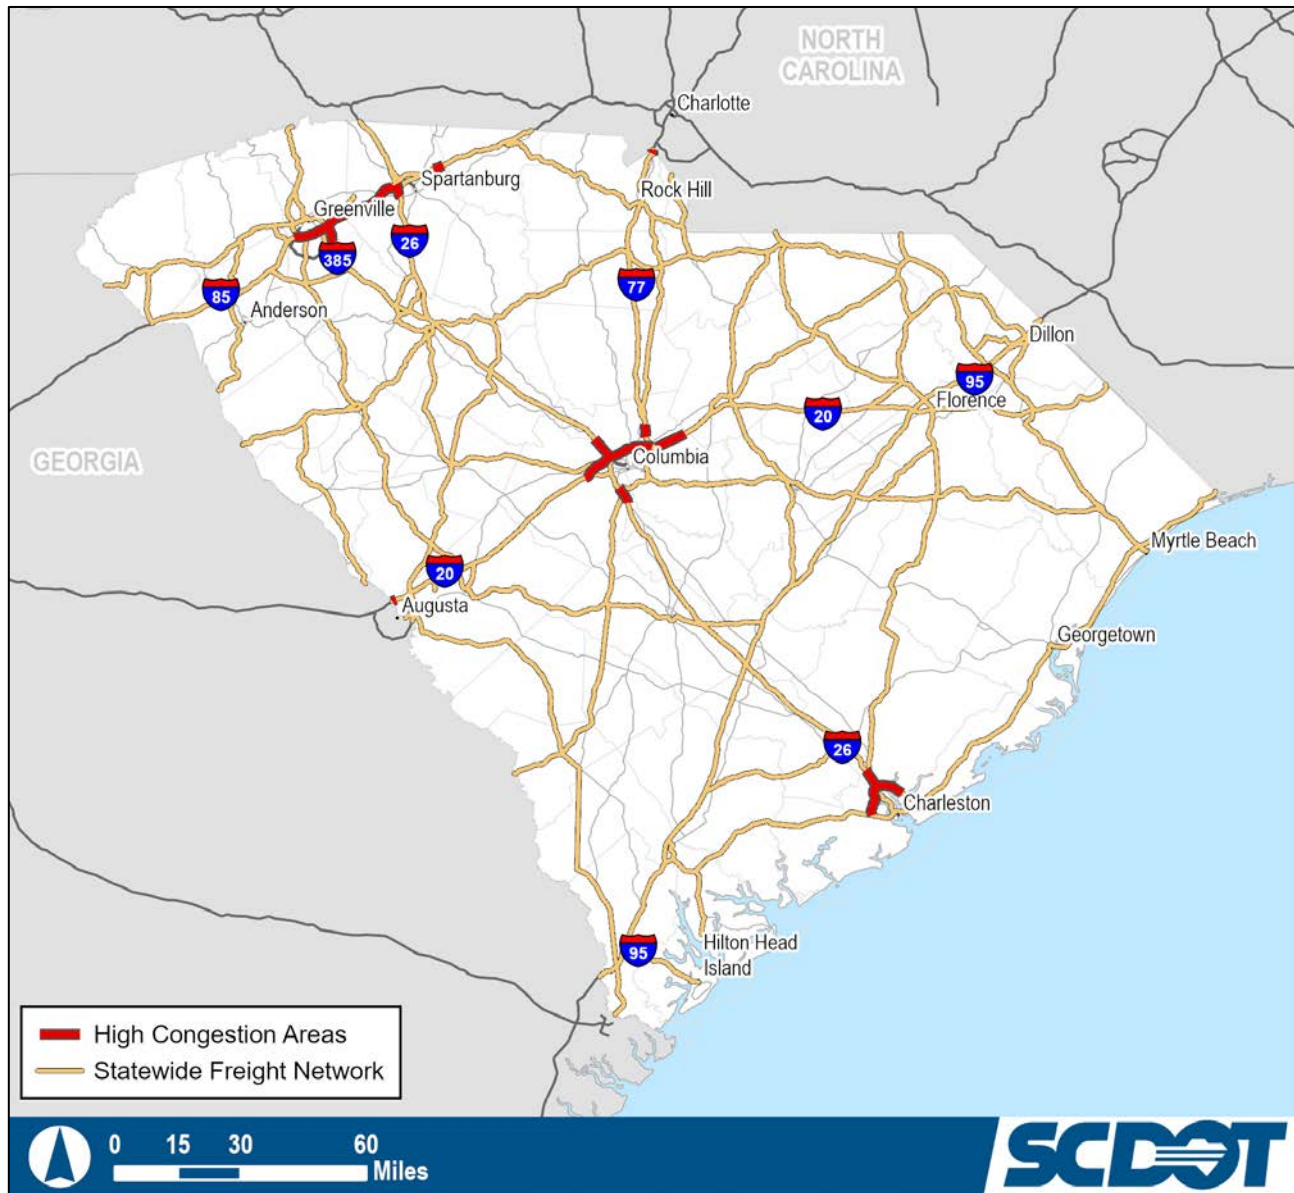 NORTH
CAROLINA
Charlotte
Spartanburg
Rock Hill
Greenville
26
385
77
85
Anderson
Dillon
95
Florence
20
GEORGIA
Columbia
Myrtle Beach
20
Augusta
Georgetown
26
Charleston
Hilton Head
Island
95
High Congestion Areas
Statewide Freight Network
0 15 30 60
Miles
SCDOT